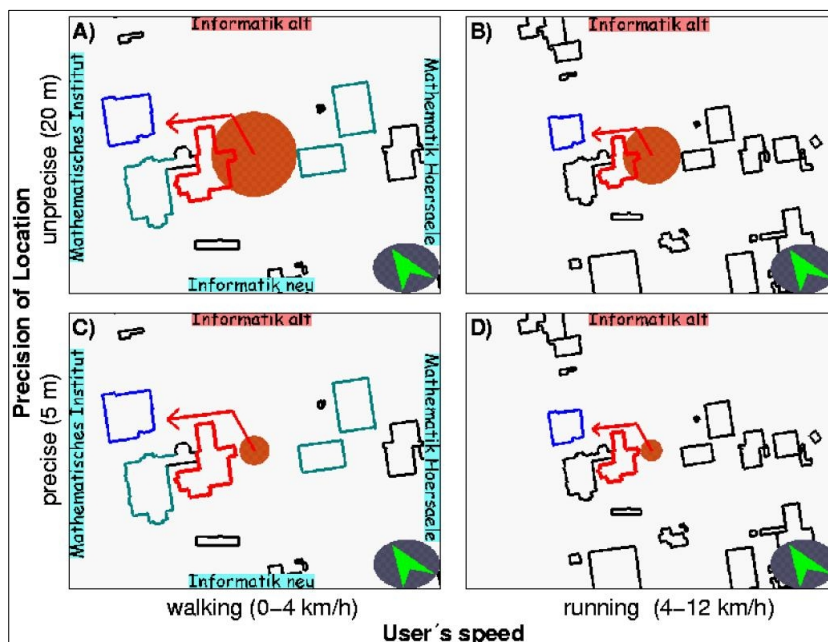 A)
Informatik alt
Mathematisches Institut
Mathematik Hoersaele
Informatik neu
B)
Informatik alt
C)
Informatik alt
Mathematisches Institut
Mathematik Hoersaele
Informatik neu
D)
Informatik alt
Precision of Location
unprecise (20 m)
precise (5 m)
walking (0–4 km/h)
running (4–12 km/h)
User´s speed